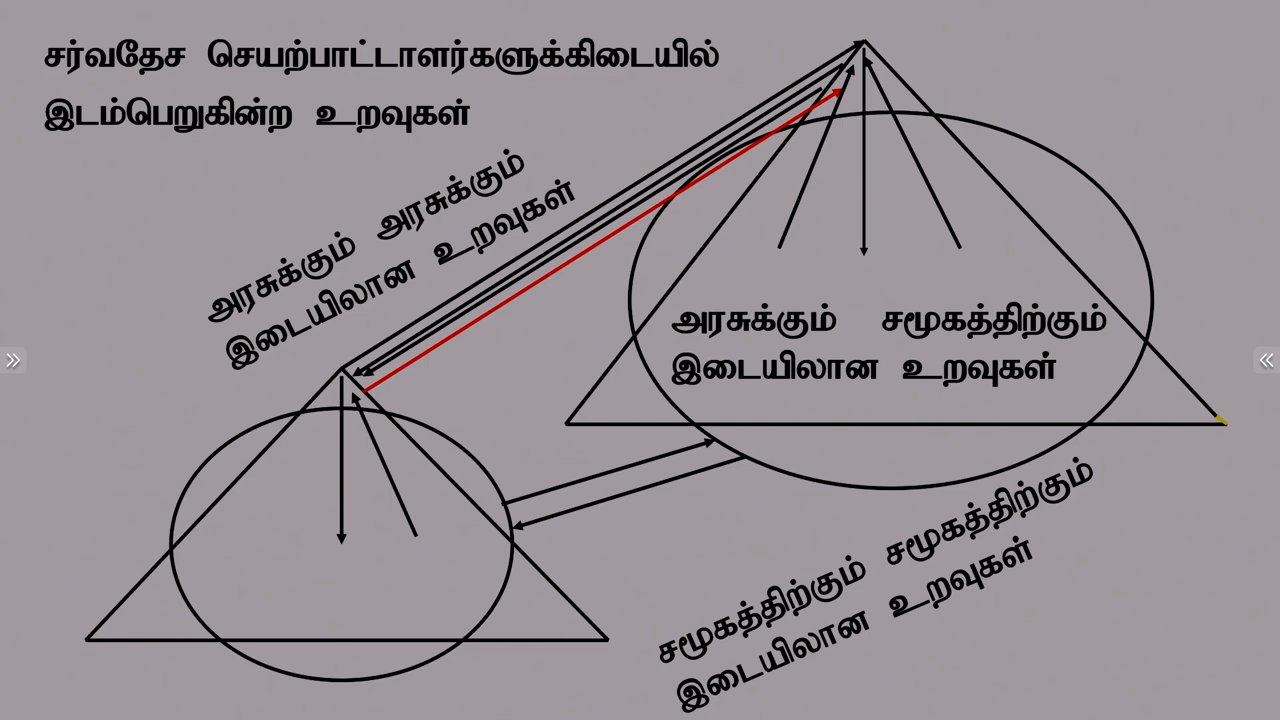 சர்வதேச செயற்பாட்டாளர்களுக்கிடையில்
இடம்பெறுகின்ற உறவுகள்
அரசுக்கும் அரசுக்கும்
இடையிலான உறவுகள்
அரசுக்கும் சமூகத்திற்கும்
இடையிலான உறவுகள்
சமூகத்திற்கும் சமூகத்திற்கும்
இடையிலான உறவுகள்